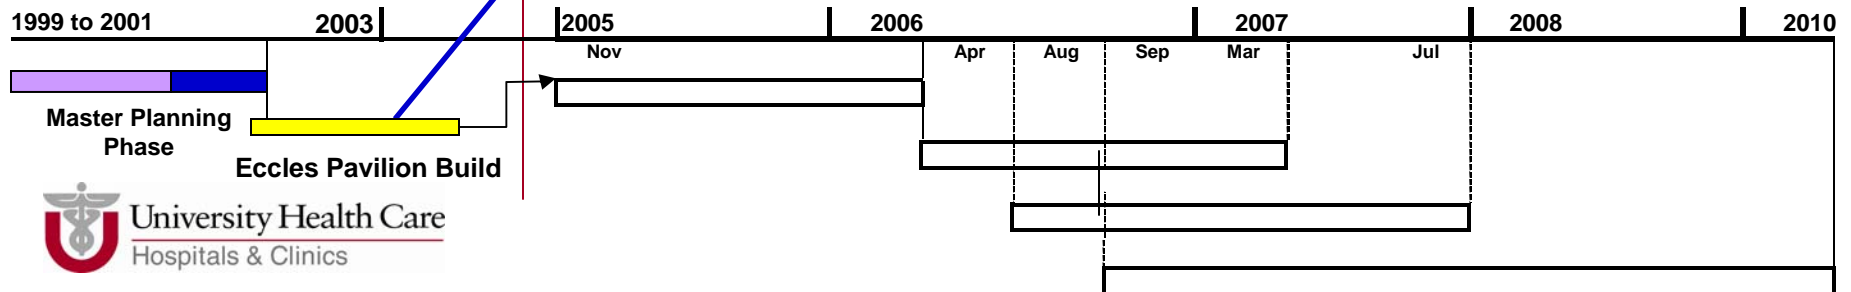 1999 to 2001 2003 2005 2006 2007 2008 2010
Nov Apr Aug Sep Mar Jul
Master Planning
Phase
Eccles Pavilion Build
University Health Care
Hospitals & Clinics